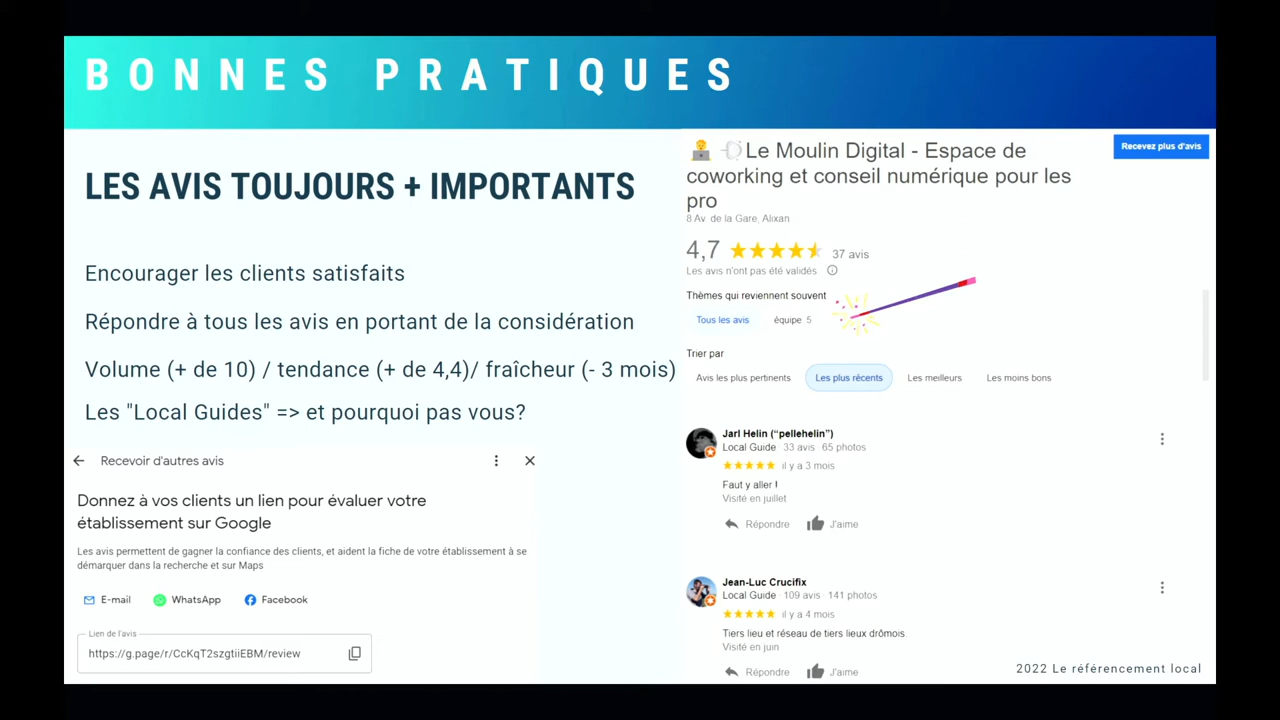 BONNES PRATIQUES
LES AVIS TOUJOURS + IMPORTANTS
Encourager les clients satisfaits
Répondre à tous les avis en portant de la considération
Volume (+ de 10) / tendance (+ de 4,4)/ fraîcheur (- 3 mois)
Les "Local Guides" => et pourquoi pas vous?
Recevoir d'autres avis
Donnez à vos clients un lien pour évaluer votre
établissement sur Google
Les avis permettent de gagner la confiance des clients, et aident la fiche de votre établissement à se
démarquer dans la recherche et sur Maps
E-mail WhatsApp Facebook
Lien de l'avis
https://g.page/r/CcKqT2szgtiiEBM/review
Le Moulin Digital - Espace de
coworking et conseil numérique pour les
pro
Recevez plus d'avis
8 Av. de la Gare, Alixan
4,7 37 avis
Les avis n'ont pas été validés
Thèmes qui reviennent souvent
Tous les avis équipe 5
Trier par
Avis les plus pertinents Les plus récents Les meilleurs Les moins bons
Jarl Helin (“pellehelin”)
Local Guide · 33 avis · 65 photos
il y a 3 mois
Faut y aller !
Visité en juillet
Répondre J'aime
Jean-Luc Crucifix
Local Guide · 109 avis · 141 photos
il y a 4 mois
Tiers lieu et réseau de tiers lieux drômois.
Visité en juin
Répondre J'aime
2022 Le référencement local